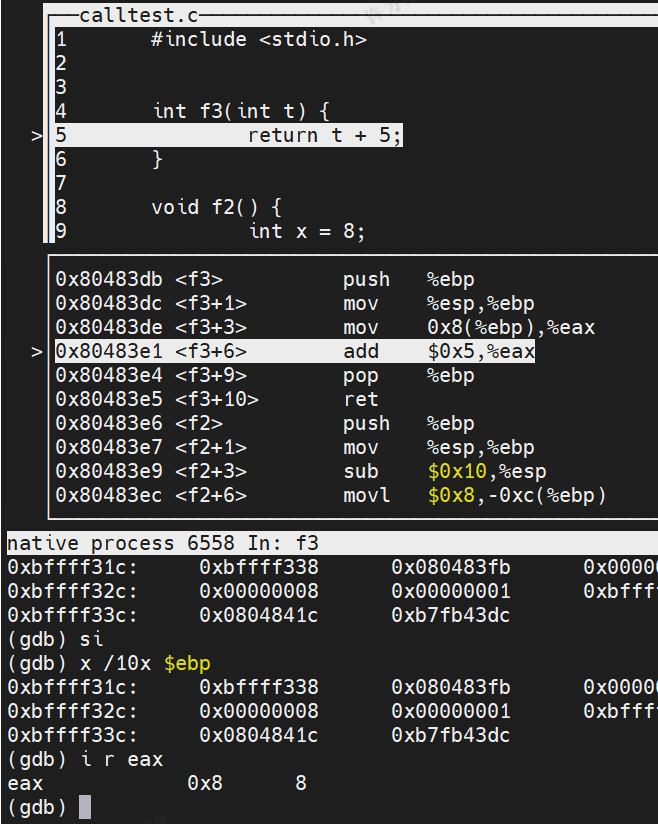 calltest.c
1 #include <stdio.h>
2
3
4 int f3(int t) {
> 5 return t + 5;
6 }
7
8 void f2() {
9 int x = 8;
0x80483db <f3> push %ebp
0x80483dc <f3+1> mov %esp,%ebp
0x80483de <f3+3> mov 0x8(%ebp),%eax
> 0x80483e1 <f3+6> add $0x5,%eax
0x80483e4 <f3+9> pop %ebp
0x80483e5 <f3+10> ret
0x80483e6 <f2> push %ebp
0x80483e7 <f2+1> mov %esp,%ebp
0x80483e9 <f2+3> sub $0x10,%esp
0x80483ec <f2+6> movl $0x8,-0xc(%ebp)
native process 6558 In: f3
0xbffff31c: 0xbffff338 0x080483fb 0x0000
0xbffff32c: 0x00000008 0x00000001 0xbfff
0xbffff33c: 0x0804841c 0xb7fb43dc
(gdb) si
(gdb) x /10x $ebp
0xbffff31c: 0xbffff338 0x080483fb 0x0000
0xbffff32c: 0x00000008 0x00000001 0xbfff
0xbffff33c: 0x0804841c 0xb7fb43dc
(gdb) i r eax
eax 0x8 8
(gdb)